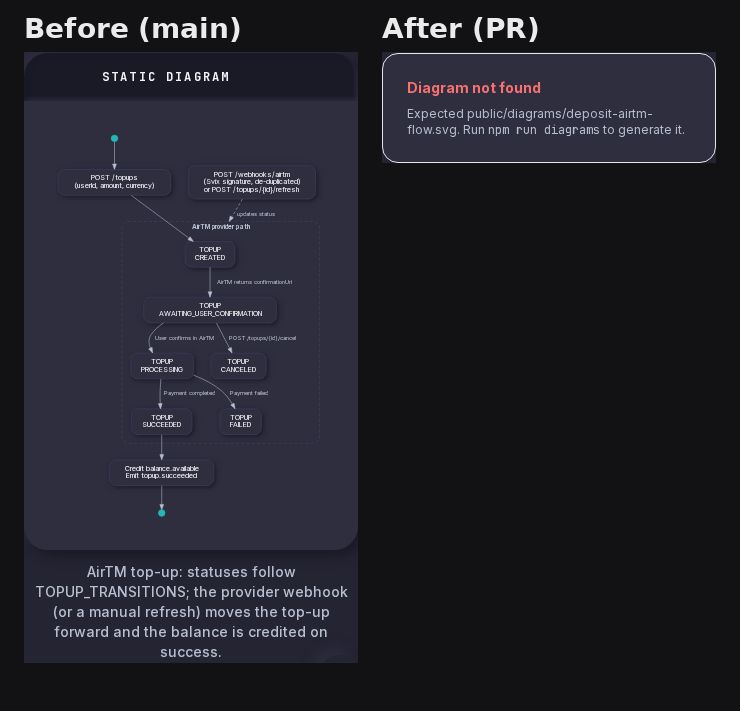 Before (main)
After (PR)
STATIC DIAGRAM
POST /topups
(userId, amount, currency)
POST /webhooks/airtm
(Svix signature, de-duplicated)
or POST /topups/{id}/refresh
updates status
AirTM provider path
TOPUP
CREATED
AirTM returns confirmationUri
TOPUP
AWAITING_USER_CONFIRMATION
User confirms in AirTM
POST /topups/{id}/cancel
TOPUP
PROCESSING
TOPUP
CANCELED
Payment completed
Payment failed
TOPUP
SUCCEEDED
TOPUP
FAILED
Credit balance.available
Emit topup.succeeded
AirTM top-up: statuses follow
TOPUP_TRANSITIONS; the provider webhook
(or a manual refresh) moves the top-up
forward and the balance is credited on
success.
Diagram not found
Expected public/diagrams/deposit-airtm-
flow.svg. Run npm run diagrams to generate it.